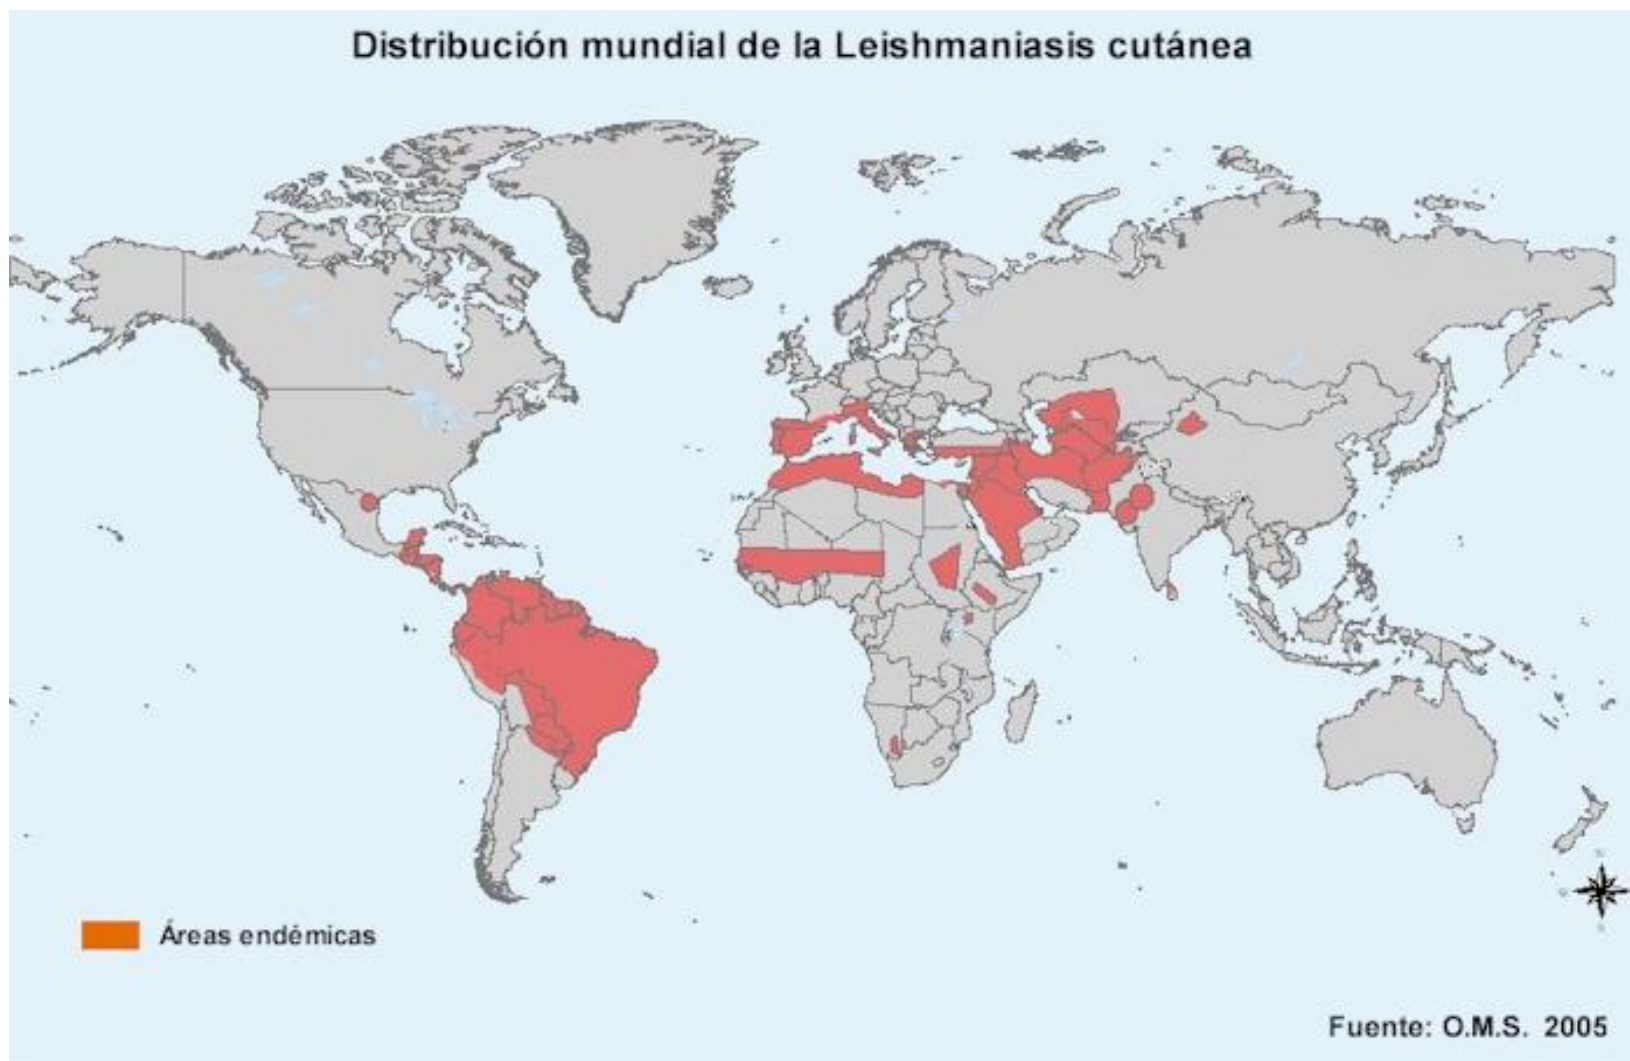 Distribución mundial de la Leishmaniasis cutánea
Áreas endémicas
Fuente: O.M.S. 2005